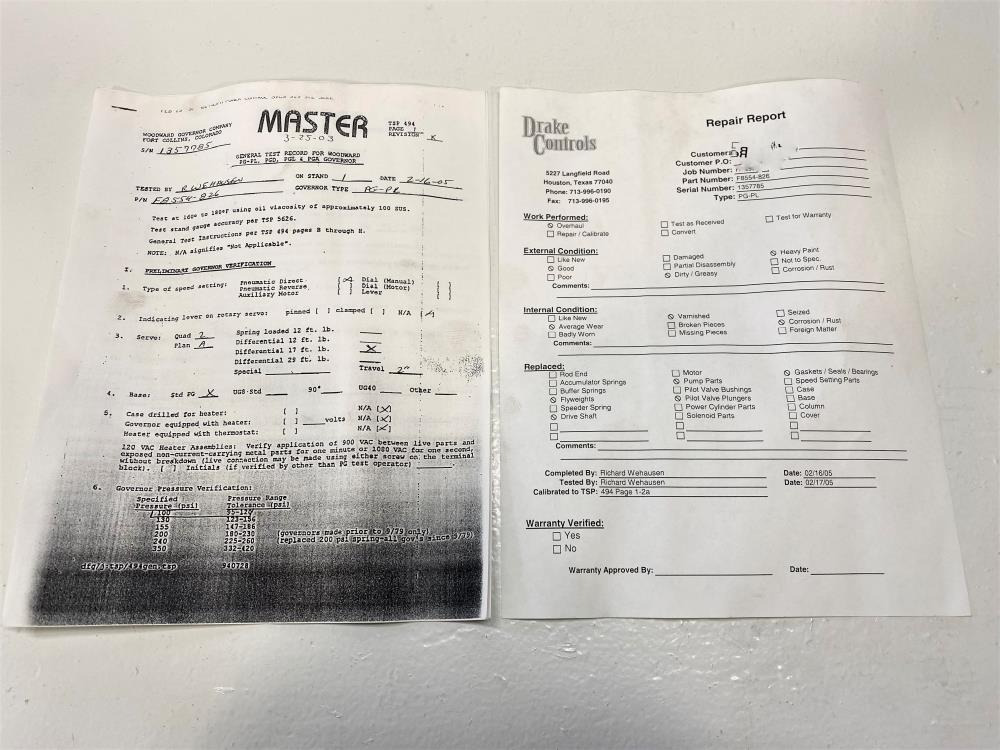 MASTER
3-25-03
TSP 494
PAGE 1
REVISION K
WOODWARD GOVERNOR COMPANY
FORT COLLINS, COLORADO
S/N 1357785
GENERAL TEST RECORD FOR WOODWARD
PG-PL, PGD, PGL & PGA GOVERNOR
ON STAND 1 DATE 2-16-05
TESTED BY R WEHAUSEN GOVERNOR TYPE PG-PL
P/N F8554-826
Test at 160° to 180°F using oil viscosity of approximately 100 SUS.
Test stand gauge accuracy per TSP 5626.
General Test Instructions per TSP 494 pages B through H.
NOTE: N/A signifies "Not Applicable".
I. PRELIMINARY GOVERNOR VERIFICATION
1. Type of speed setting: Pneumatic Direct [X] Dial (Manual) [ ]
Pneumatic Reverse [ ] Dial (Motor) [ ]
Auxiliary Motor [ ] Lever [ ]
2. Indicating lever on rotary servo: pinned [ ] clamped [ ] N/A [/]
3. Servo: Quad 2 Spring loaded 12 ft. lb.
Plan A Differential 12 ft. lb.
Differential 17 ft. lb. X
Differential 29 ft. lb.
Special Travel 2"
4. Base: Std PG X UG8-Std 90° UG40 Other
5. Case drilled for heater: [ ] N/A [X]
Governor equipped with heater: [ ] volts N/A [X]
Heater equipped with thermostat: [ ] N/A [X]
120 VAC Heater Assemblies: Verify application of 900 VAC between live parts and
exposed non-current-carrying metal parts for one minute or 1080 VAC for one second,
without breakdown (live connection may be made using either screw on the terminal
block). [ ] Initials (if verified by other than PG test operator)
6. Governor Pressure Verification:
Specified Pressure Range
Pressure (psi) Tolerance (psi)
100 95-120
130 123-156
155 147-186
200 180-230 (governors made prior to 9/79 only)
240 225-260 (replaced 200 psi spring-all gov's since 9/79)
350 332-420
940728
Drake
Controls
5227 Langfield Road
Houston, Texas 77040
Phone: 713-996-0190
Fax: 713-996-0195
Repair Report
Customer:
Customer P.O:
Job Number:
Part Number: F8554-826
Serial Number: 1357785
Type: PG-PL
Work Performed:
Overhaul Test as Received Test for Warranty
Repair / Calibrate Convert
External Condition:
Like New Damaged Heavy Paint
Good Partial Disassembly Not to Spec.
Poor Dirty / Greasy Corrosion / Rust
Comments:
Internal Condition:
Like New Varnished Seized
Average Wear Broken Pieces Corrosion / Rust
Badly Worn Missing Pieces Foreign Matter
Comments:
Replaced:
Rod End Motor Gaskets / Seals / Bearings
Accumulator Springs Pump Parts Speed Setting Parts
Buffer Springs Pilot Valve Bushings Case
Flyweights Pilot Valve Plungers Base
Speeder Spring Power Cylinder Parts Column
Drive Shaft Solenoid Parts Cover
Comments:
Completed By: Richard Wehausen Date: 02/16/05
Tested By: Richard Wehausen Date: 02/17/05
Calibrated to TSP: 494 Page 1-2a
Warranty Verified:
Yes
No
Warranty Approved By: Date: